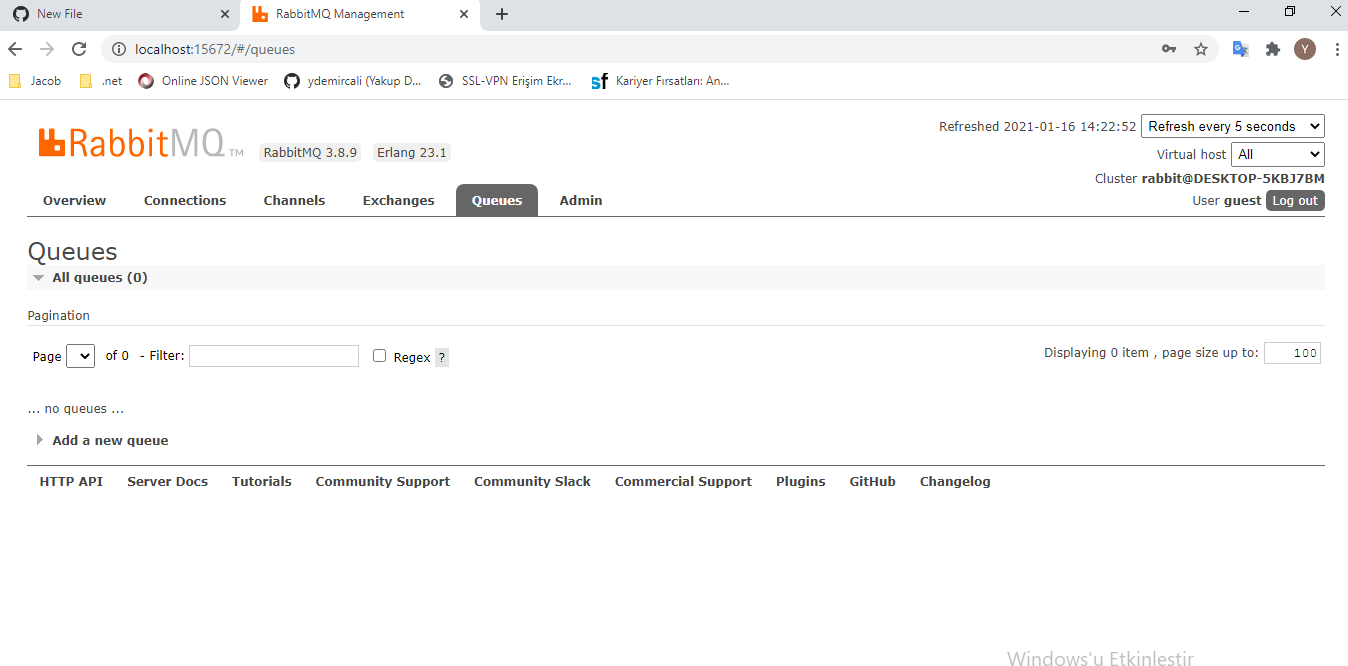 New File
RabbitMQ Management
localhost:15672/#/queues
Y
Jacob .net Online JSON Viewer ydemircali (Yakup D... SSL-VPN Erişim Ekr... sf Kariyer Fırsatları: An...
Refreshed 2021-01-16 14:22:52 Refresh every 5 seconds
RabbitMQ TM RabbitMQ 3.8.9 Erlang 23.1
Virtual host All
Cluster rabbit@DESKTOP-5KBJ7BM
Overview Connections Channels Exchanges Queues Admin
User guest Log out
Queues
All queues (0)
Pagination
Page of 0 - Filter: Regex ?
Displaying 0 item , page size up to: 100
... no queues ...
Add a new queue
HTTP API Server Docs Tutorials Community Support Community Slack Commercial Support Plugins GitHub Changelog
Windows'u Etkinlestir